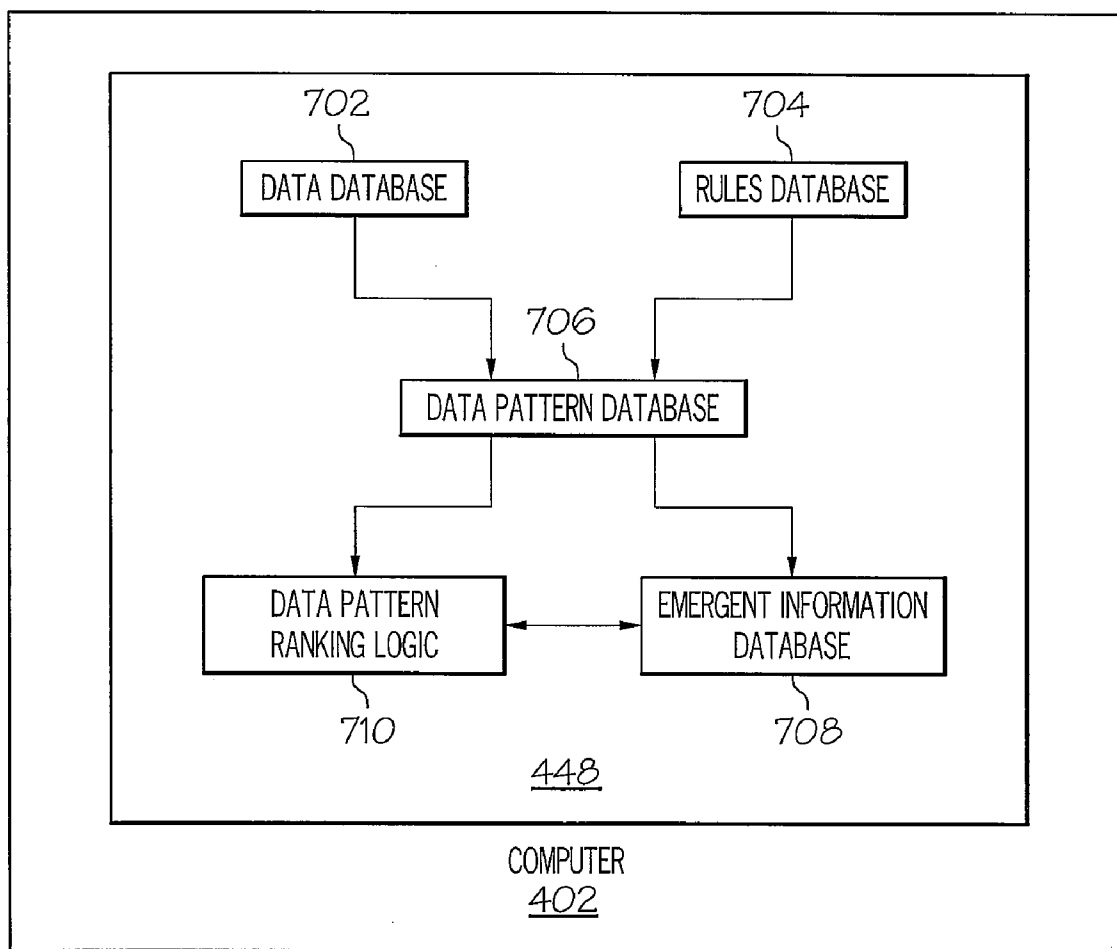 702
704
DATA DATABASE
RULES DATABASE
706
DATA PATTERN DATABASE
DATA PATTERN
RANKING LOGIC
EMERGENT INFORMATION
DATABASE
710
708
448
COMPUTER
402